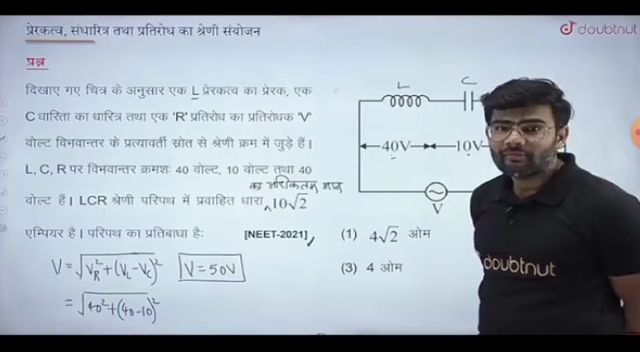 प्रेरकत्व, संधारित्र तथा प्रतिरोध का श्रेणी संयोजन
doubtnut
प्रश्न
दिखाए गए चित्र के अनुसार एक L प्रेरकत्व का प्रेरक, एक
C धारिता का धारित्र तथा एक 'R' प्रतिरोध का प्रतिरोधक 'V'
वोल्ट विभवान्तर के प्रत्यावर्ती स्रोत से श्रेणी क्रम में जुड़े हैं।
L, C, R पर विभवान्तर क्रमशः 40 वोल्ट, 10 वोल्ट तथा 40
का अधिकतम मान
वोल्ट हैं। LCR श्रेणी परिपथ में प्रवाहित धारा 10√2
एम्पियर है। परिपथ का प्रतिबाधा है: [NEET-2021]
L C
40V 10V
V
(1) 4√2 ओम
(3) 4 ओम
V = √V_R² + (V_L - V_C)² V = 50V
= √40² + (40-10)²
doubtnut